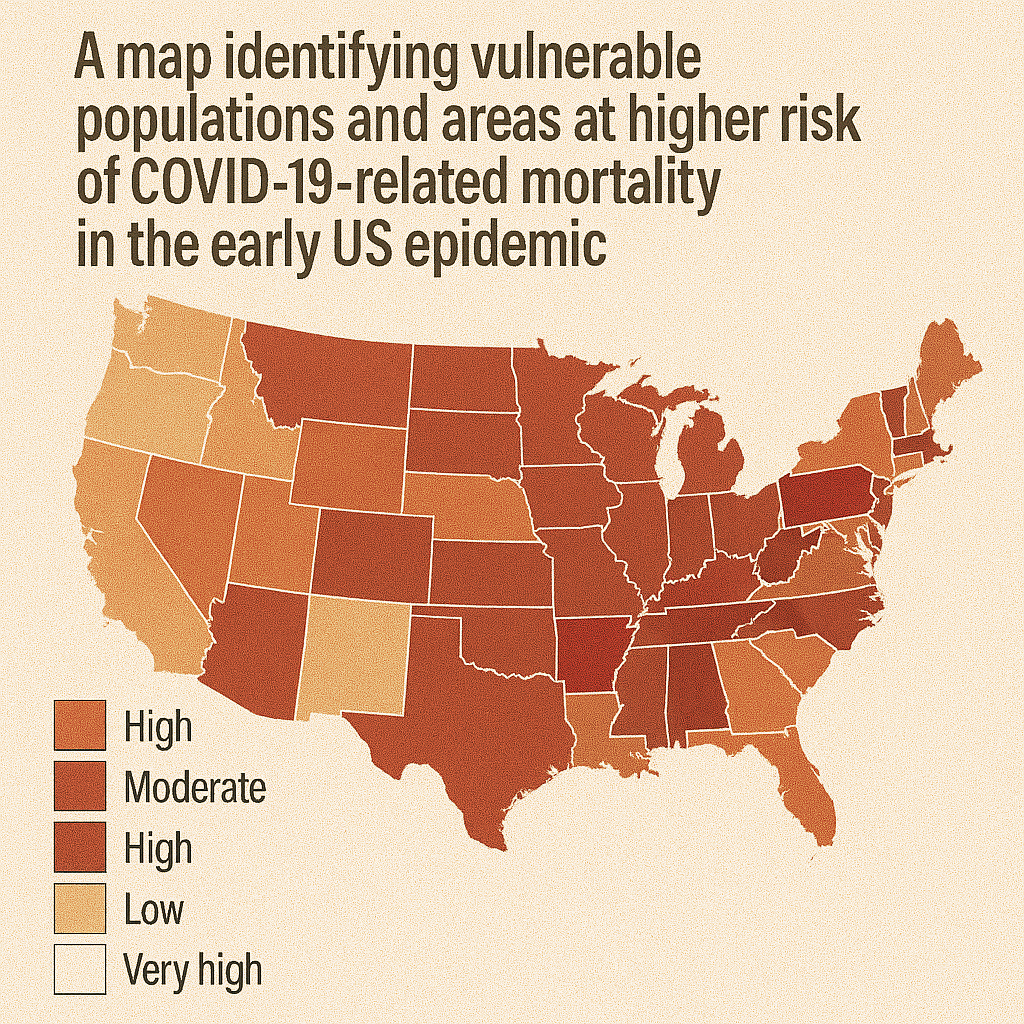 A map identifying vulnerable
populations and areas at higher risk
of COVID-19-related mortality
in the early US epidemic
High
Moderate
High
Low
Very high